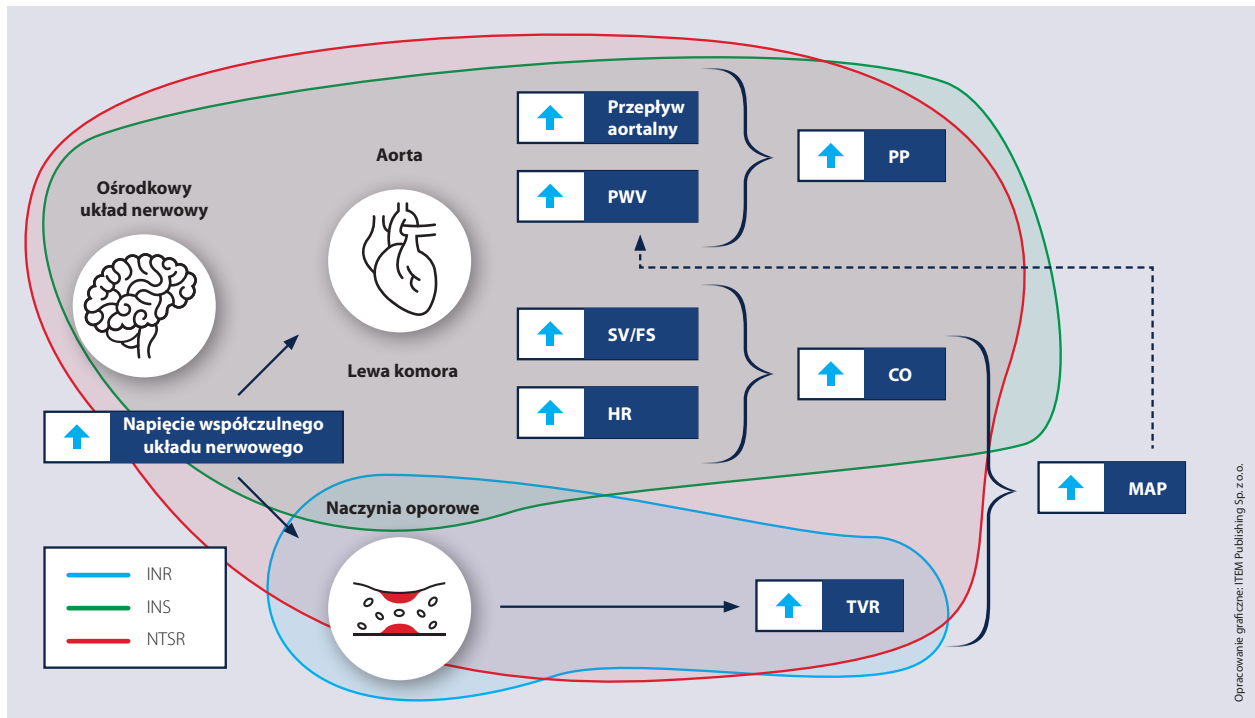 Ośrodkowy
układ nerwowy
Aorta
Lewa komora
Przepływ
aortalny
PWV
PP
SV/FS
HR
CO
Napięcie współczulnego
układu nerwowego
Naczynia oporowe
TVR
MAP
INR
INS
NTSR
Opracowanie graficzne: ITEM Publishing Sp. z o.o.